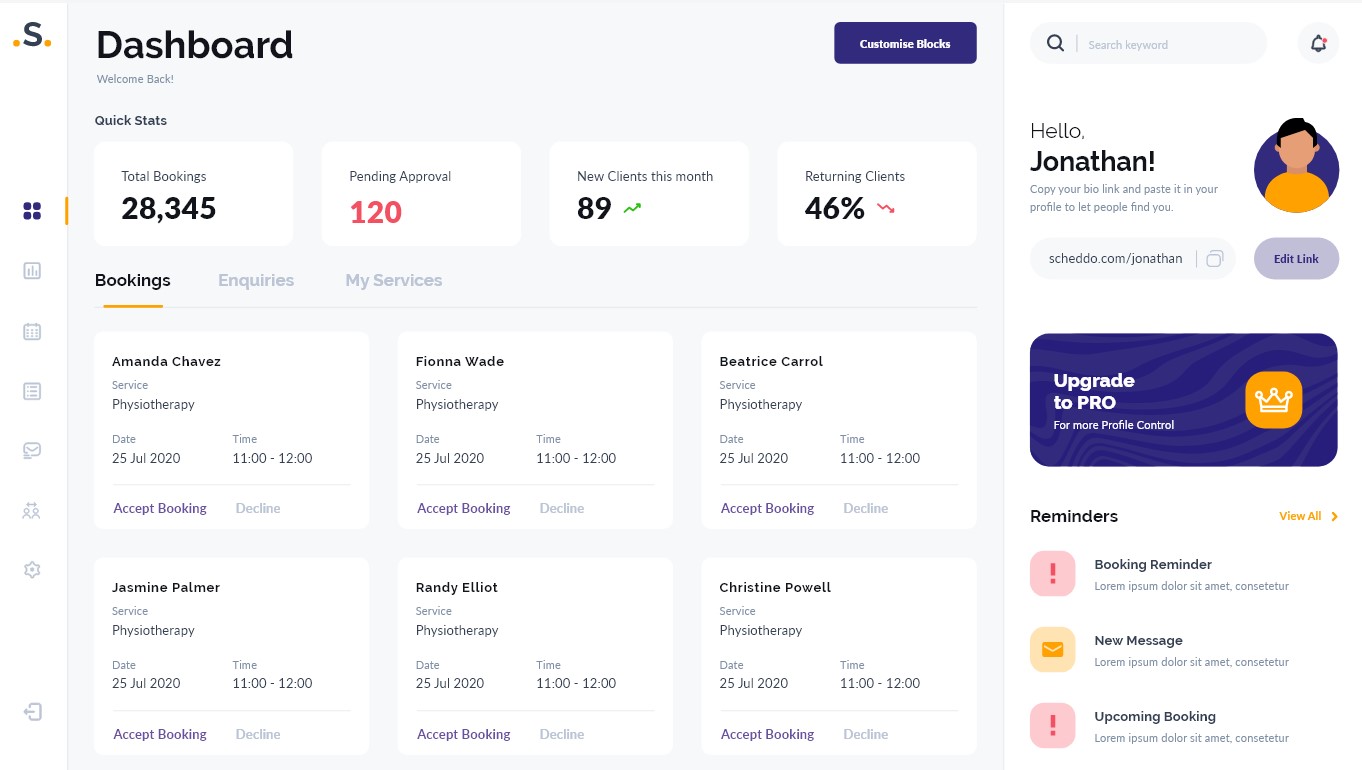 .S.
Dashboard
Welcome Back!
Customise Blocks
Quick Stats
Total Bookings
28,345
Pending Approval
120
New Clients this month
89
Returning Clients
46%
Bookings
Enquiries
My Services
Amanda Chavez
Service
Physiotherapy
Date Time
25 Jul 2020 11:00 - 12:00
Accept Booking Decline
Fionna Wade
Service
Physiotherapy
Date Time
25 Jul 2020 11:00 - 12:00
Accept Booking Decline
Beatrice Carrol
Service
Physiotherapy
Date Time
25 Jul 2020 11:00 - 12:00
Accept Booking Decline
Jasmine Palmer
Service
Physiotherapy
Date Time
25 Jul 2020 11:00 - 12:00
Accept Booking Decline
Randy Elliot
Service
Physiotherapy
Date Time
25 Jul 2020 11:00 - 12:00
Accept Booking Decline
Christine Powell
Service
Physiotherapy
Date Time
25 Jul 2020 11:00 - 12:00
Accept Booking Decline
Search keyword
Hello,
Jonathan!
Copy your bio link and paste it in your
profile to let people find you.
scheddo.com/jonathan
Edit Link
Upgrade
to PRO
For more Profile Control
Reminders
View All
Booking Reminder
Lorem ipsum dolor sit amet, consetetur
New Message
Lorem ipsum dolor sit amet, consetetur
Upcoming Booking
Lorem ipsum dolor sit amet, consetetur